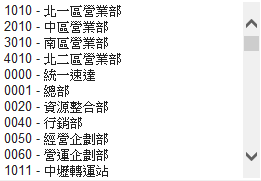 1010 - 北一區營業部
2010 - 中區營業部
3010 - 南區營業部
4010 - 北二區營業部
0000 - 統一速達
0001 - 總部
0020 - 資源整合部
0040 - 行銷部
0050 - 經營企劃部
0060 - 營運企劃部
1011 - 中壢轉運站